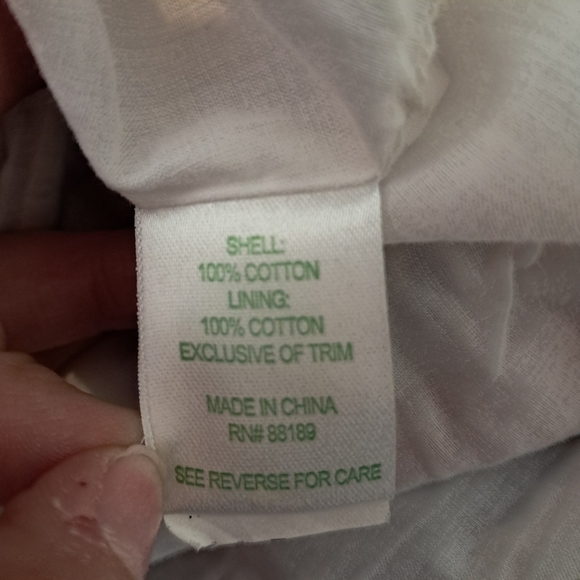 SHELL:
100% COTTON
LINING:
100% COTTON
EXCLUSIVE OF TRIM
MADE IN CHINA
RN# 88189
SEE REVERSE FOR CARE